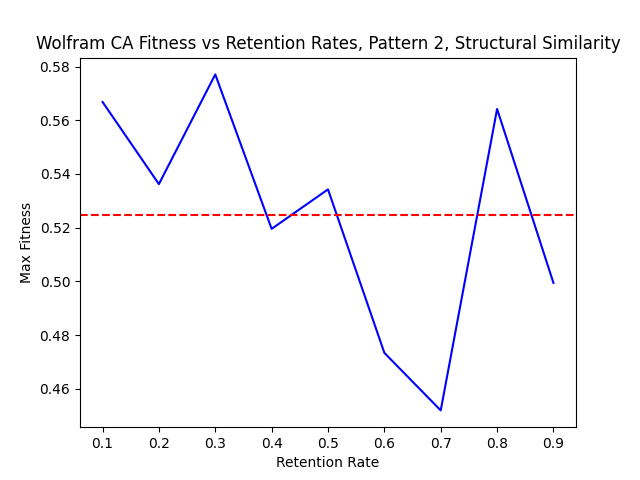 Wolfram CA Fitness vs Retention Rates, Pattern 2, Structural Similarity
0.58
0.56
0.54
0.52
0.50
0.48
0.46
Max Fitness
0.1 0.2 0.3 0.4 0.5 0.6 0.7 0.8 0.9
Retention Rate